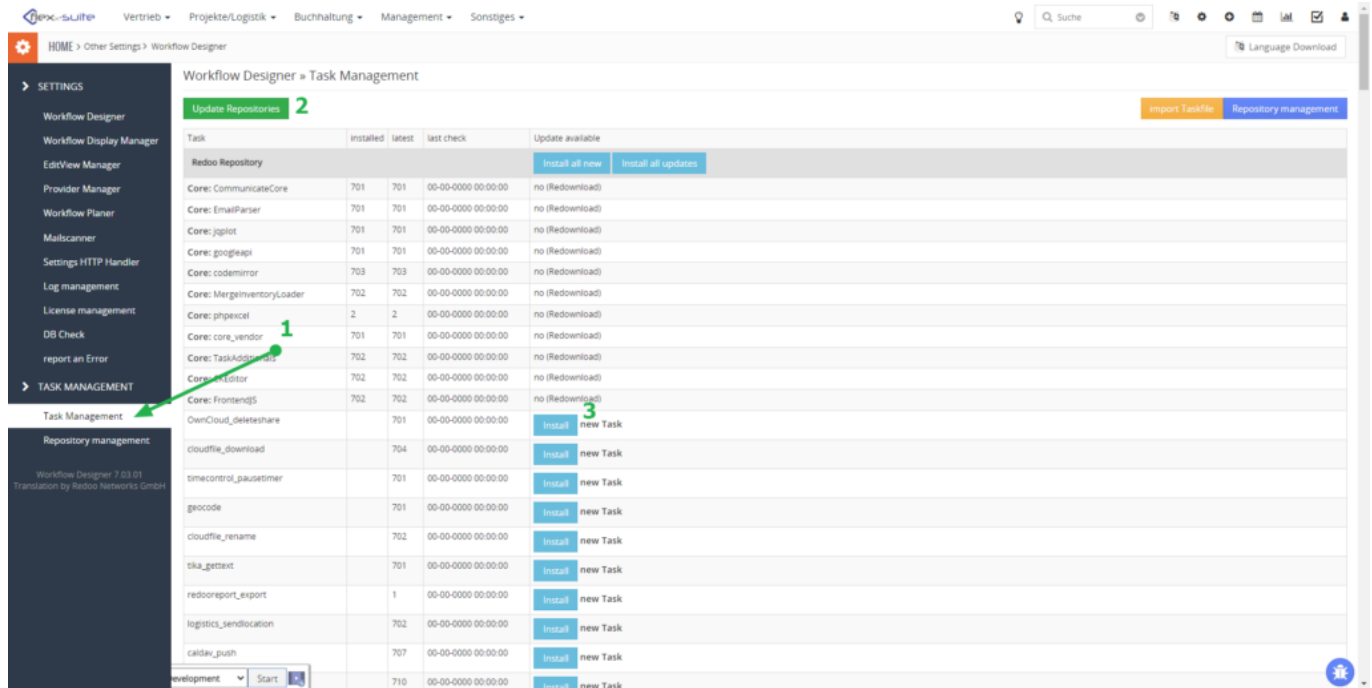 flex-suite Vertrieb Projekte/Logistik Buchhaltung Management Sonstiges Suche
HOME > Other Settings > Workflow Designer Language Download
SETTINGS
Workflow Designer
Workflow Display Manager
EditView Manager
Provider Manager
Workflow Planer
Mailscanner
Settings HTTP Handler
Log management
License management
DB Check
report an Error
TASK MANAGEMENT
Task Management
Repository management
Workflow Designer 7.03.01
Translation by Redoo Networks GmbH
1
Workflow Designer » Task Management
Update Repositories 2 Import Taskfile Repository management
Task installed latest last check Update available
Redoo Repository Install all new Install all updates
Core: CommunicateCore 701 701 00-00-0000 00:00:00 no (Redownload)
Core: EmailParser 701 701 00-00-0000 00:00:00 no (Redownload)
Core: jqplot 701 701 00-00-0000 00:00:00 no (Redownload)
Core: googleapi 701 701 00-00-0000 00:00:00 no (Redownload)
Core: codemirror 703 703 00-00-0000 00:00:00 no (Redownload)
Core: MergeInventoryLoader 702 702 00-00-0000 00:00:00 no (Redownload)
Core: phpexcel 2 2 00-00-0000 00:00:00 no (Redownload)
Core: core_vendor 701 701 00-00-0000 00:00:00 no (Redownload)
Core: 702 702 00-00-0000 00:00:00 no (Redownload)
Core: 702 702 00-00-0000 00:00:00 no (Redownload)
Core: FrontendJS 702 702 00-00-0000 00:00:00 no (Redownload)
3
OwnCloud_deleteshare 701 00-00-0000 00:00:00 Install new Task
cloudfile_download 704 00-00-0000 00:00:00 Install new Task
timecontrol_pausetimer 701 00-00-0000 00:00:00 Install new Task
geocode 701 00-00-0000 00:00:00 Install new Task
cloudfile_rename 702 00-00-0000 00:00:00 Install new Task
tika_gettext 701 00-00-0000 00:00:00 Install new Task
redooreport_export 1 00-00-0000 00:00:00 Install new Task
logistics_sendlocation 702 00-00-0000 00:00:00 Install new Task
caldav_push 707 00-00-0000 00:00:00 Install new Task
evelopment Start 710 00-00-0000 00:00:00 Install new Task